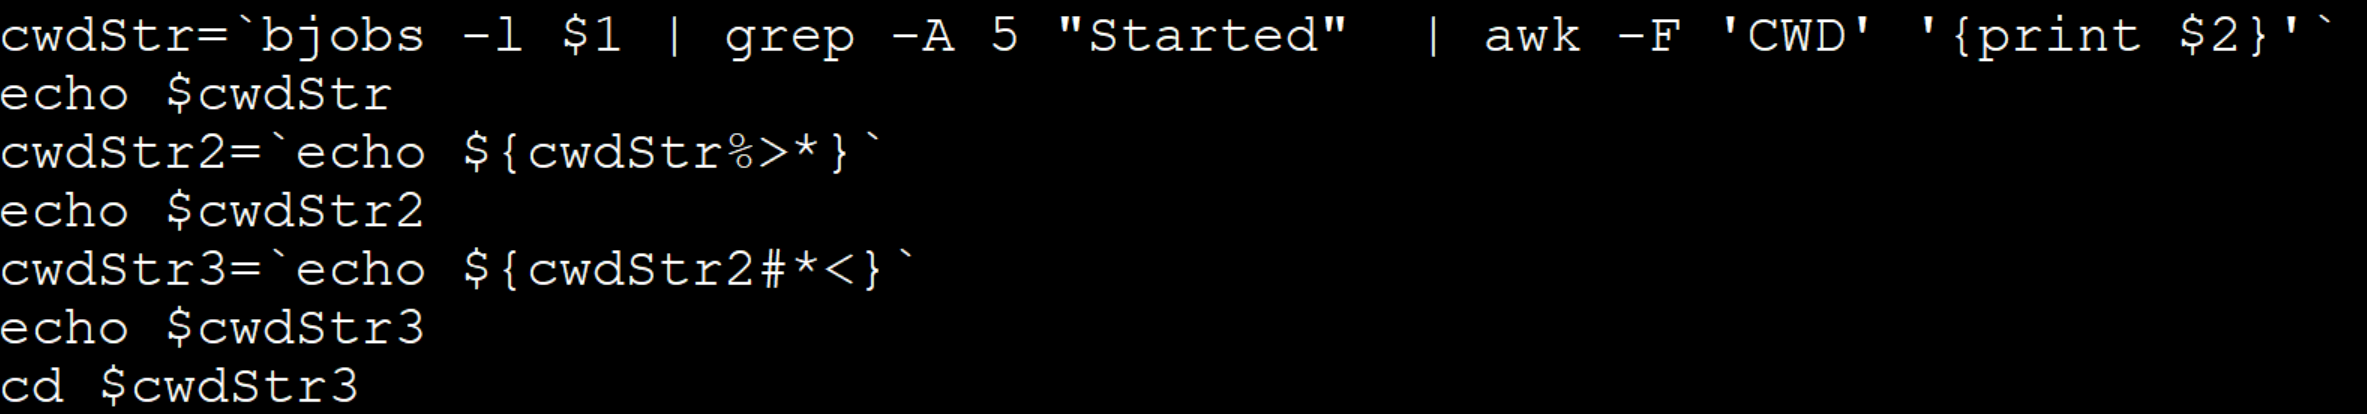 cwdStr=`bjobs -l $1 | grep -A 5 "Started"  | awk -F 'CWD' '{print $2}'`
echo $cwdStr
cwdStr2=`echo ${cwdStr%>*}`
echo $cwdStr2
cwdStr3=`echo ${cwdStr2#*<}`
echo $cwdStr3
cd $cwdStr3